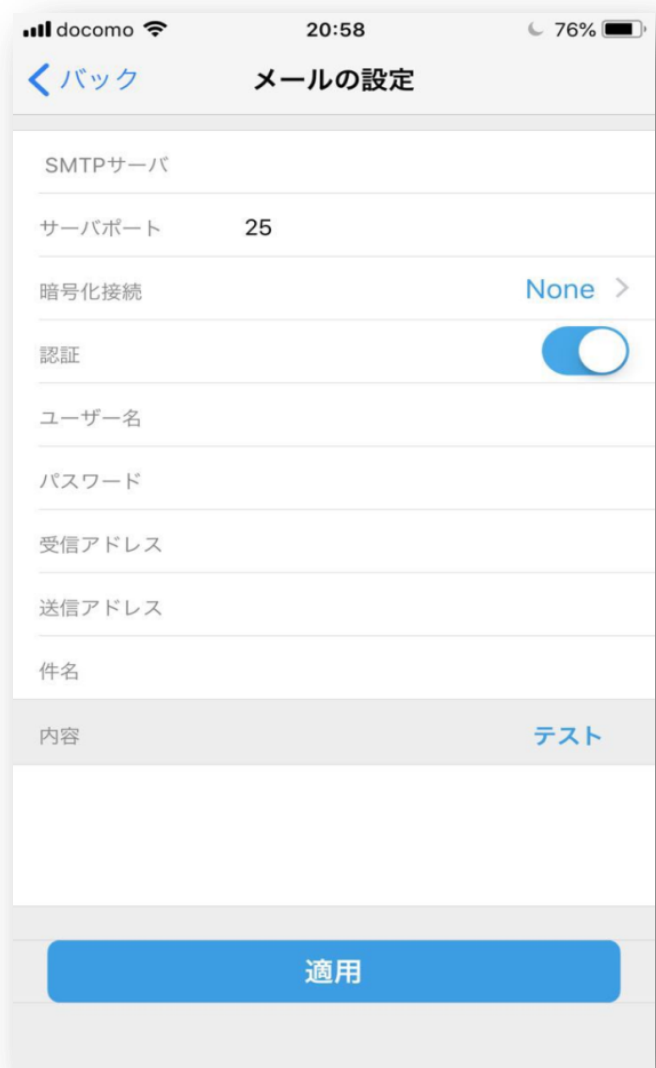 docomo 20:58 76%
バック メールの設定
SMTPサーバ
サーバポート 25
暗号化接続 None
認証
ユーザー名
パスワード
受信アドレス
送信アドレス
件名
内容 テスト
適用